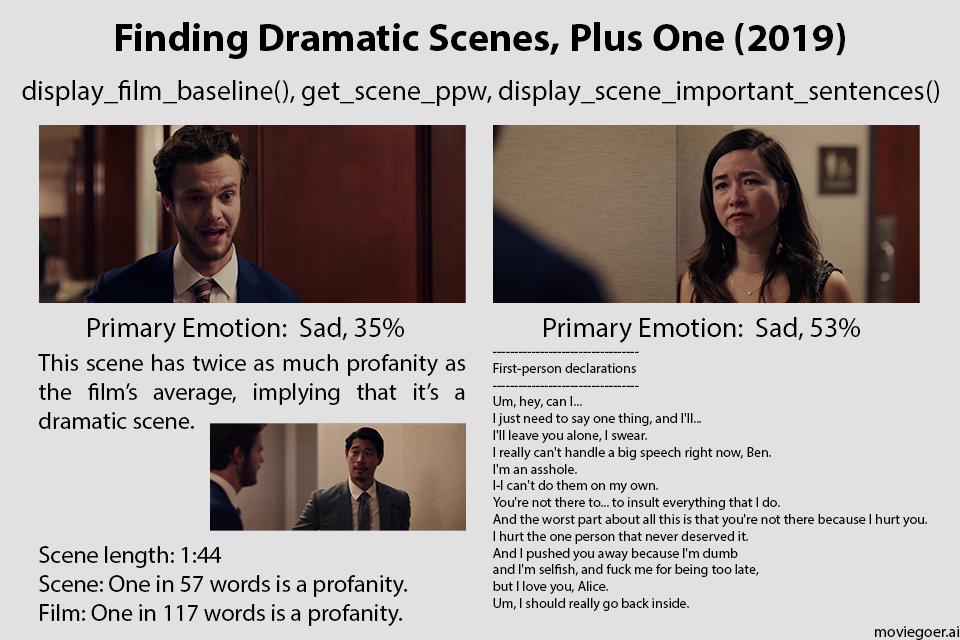 Finding Dramatic Scenes, Plus One (2019)
display_film_baseline(), get_scene_ppw, display_scene_important_sentences()
Primary Emotion:  Sad, 35%
This scene has twice as much profanity as
the film's average, implying that it's a
dramatic scene.
Scene length: 1:44
Scene: One in 57 words is a profanity.
Film: One in 117 words is a profanity.
Primary Emotion:  Sad, 53%
-----------------------------------
First-person declarations
-----------------------------------
Um, hey, can I...
I just need to say one thing, and I'll...
I'll leave you alone, I swear.
I really can't handle a big speech right now, Ben.
I'm an asshole.
I-I can't do them on my own.
You're not there to... to insult everything that I do.
And the worst part about all this is that you're not there because I hurt you.
I hurt the one person that never deserved it.
And I pushed you away because I'm dumb
and I'm selfish, and fuck me for being too late,
but I love you, Alice.
Um, I should really go back inside.
moviegoer.ai